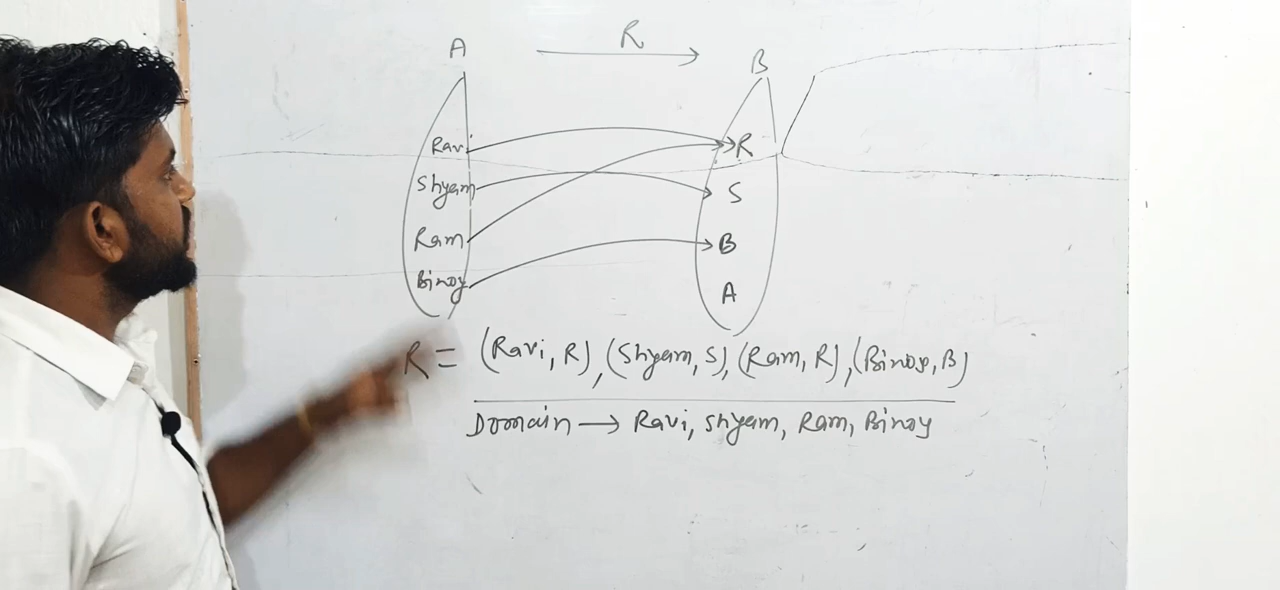 A R B
Ravi R
Shyam S
Ram B
Binoy A
R = (Ravi, R), (Shyam, S), (Ram, R), (Binoy, B)
Domain → Ravi, Shyam, Ram, Binoy